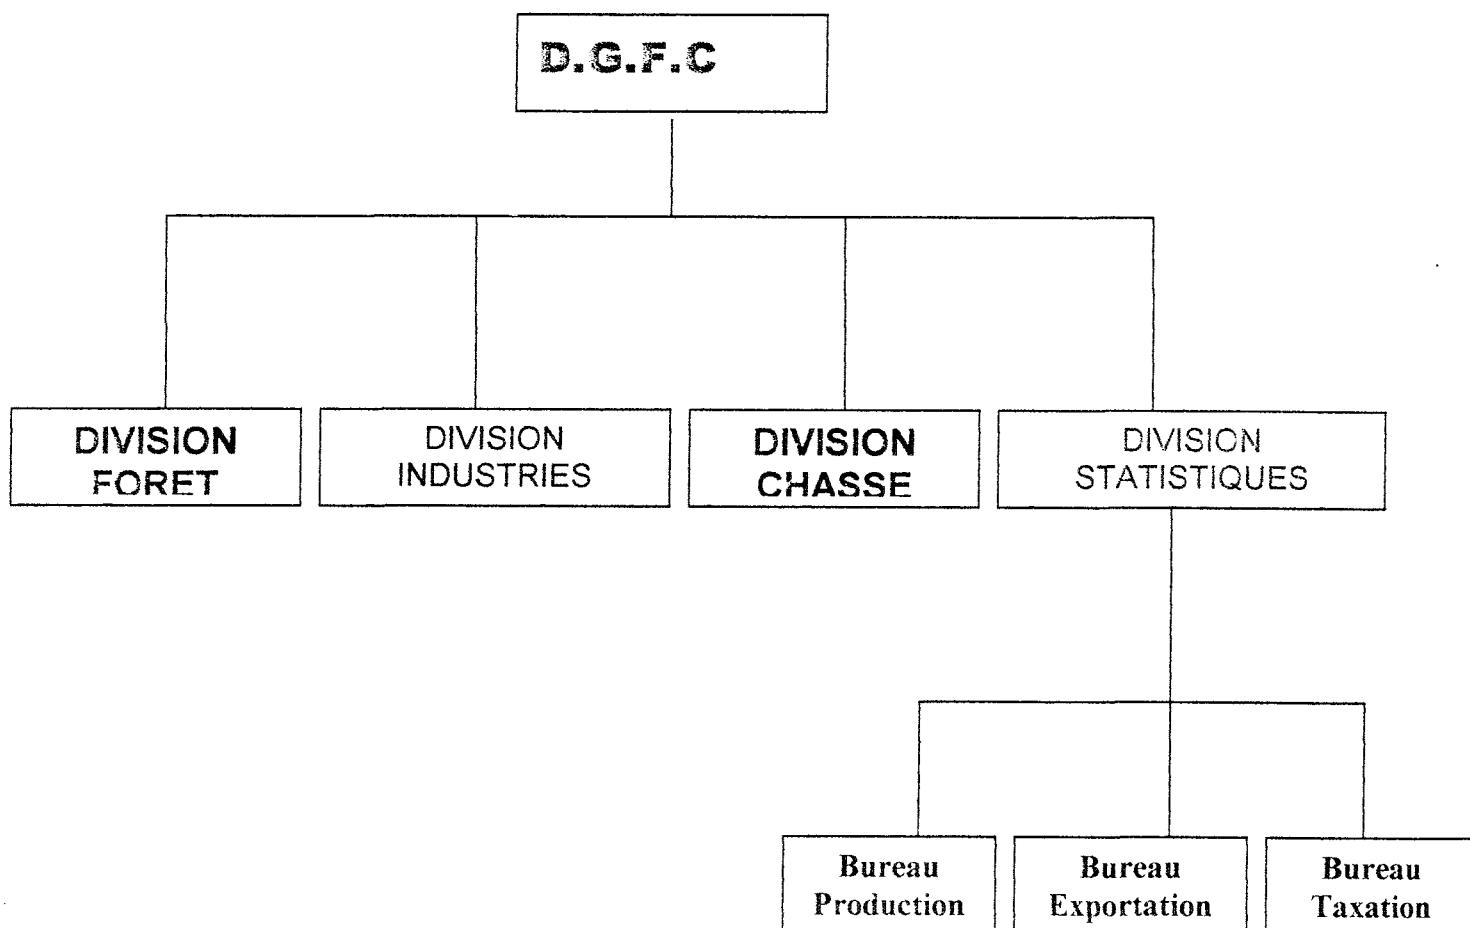 D.G.F.C
DIVISION
FORET
DIVISION
INDUSTRIES
DIVISION
CHASSE
DIVISION
STATISTIQUES
Bureau
Production
Bureau
Exportation
Bureau
Taxation